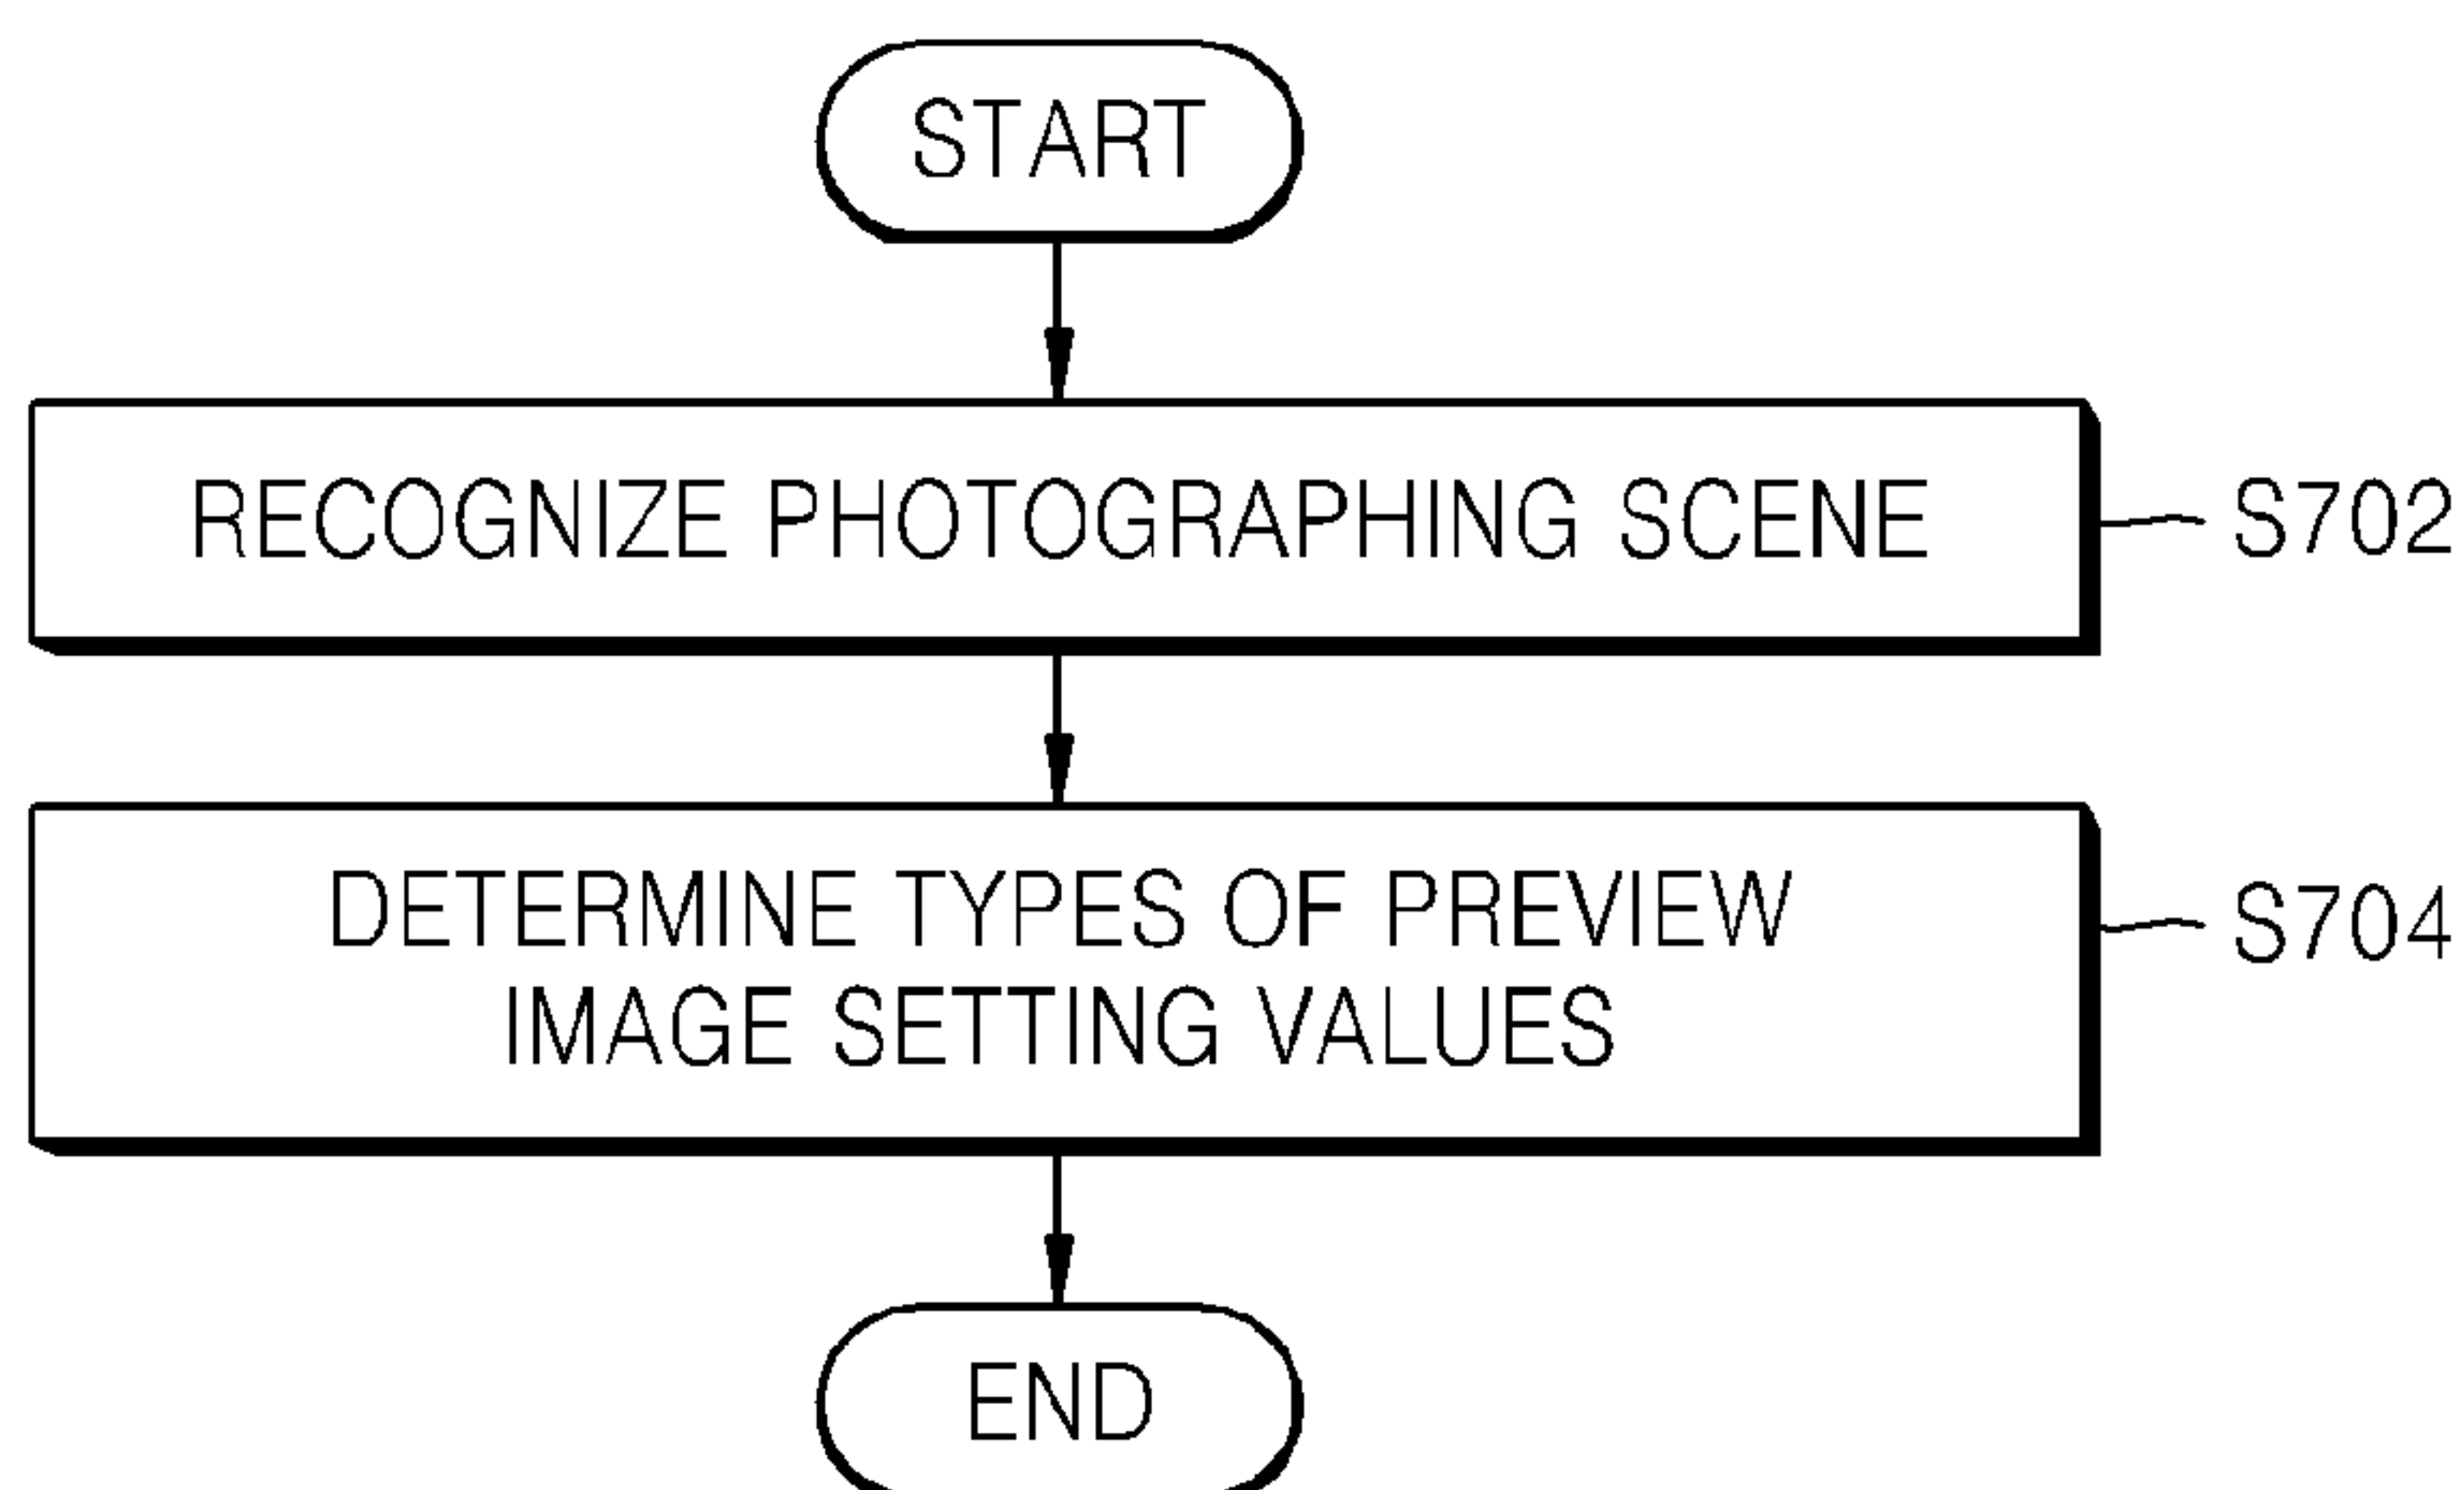 START
RECOGNIZE PHOTOGRAPHING SCENE
S702
DETERMINE TYPES OF PREVIEW
IMAGE SETTING VALUES
S704
END